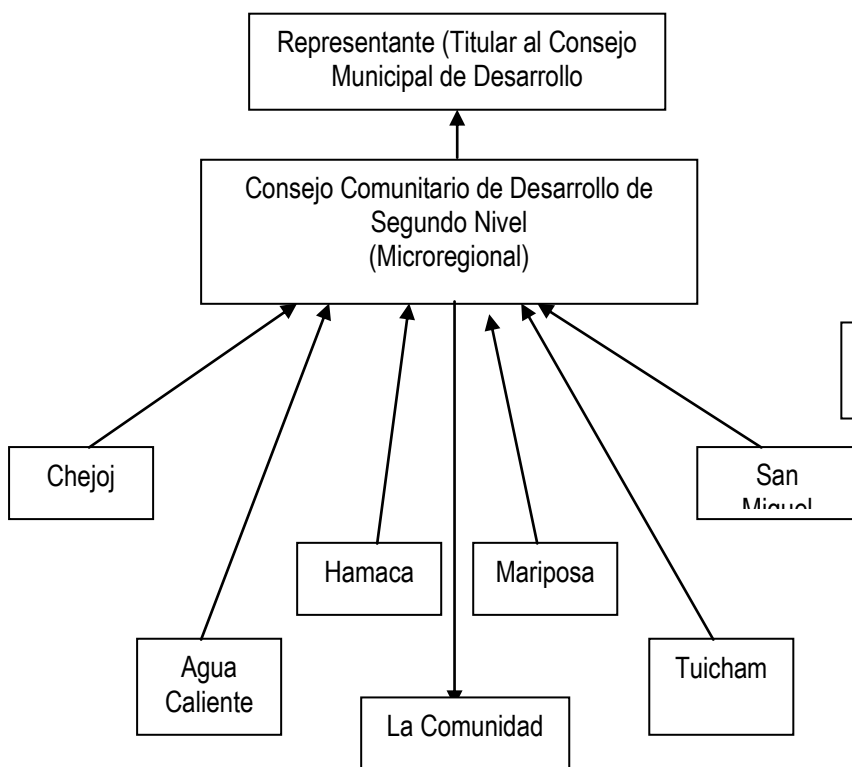 Representante (Titular al Consejo
Municipal de Desarrollo
Consejo Comunitario de Desarrollo de
Segundo Nivel
(Microregional)
Chejoj
San
Miguel
Hamaca
Mariposa
Agua
Caliente
Tuicham
La Comunidad